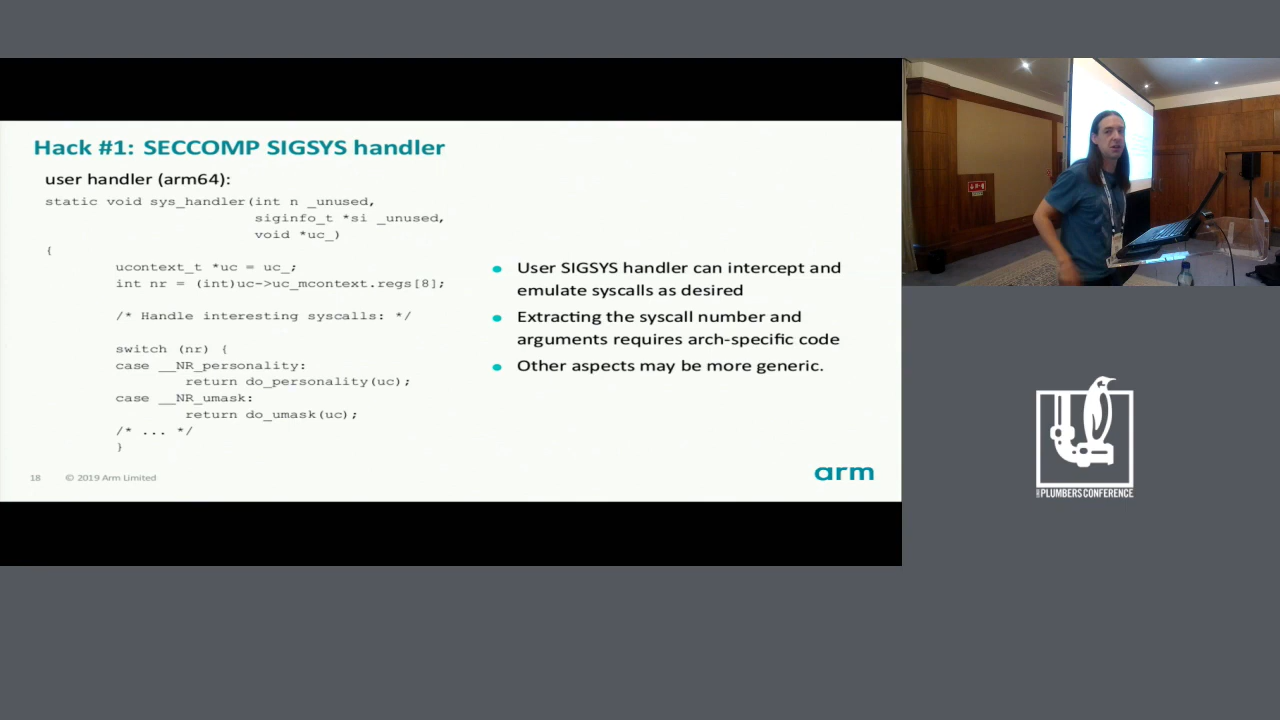 Hack #1: SECCOMP SIGSYS handler
user handler (arm64):
static void sys_handler(int n _unused,
siginfo_t *si _unused,
void *uc_)
{
ucontext_t *uc = uc_;
int nr = (int)uc->uc_mcontext.regs[8];
/* Handle interesting syscalls: */
switch (nr) {
case __NR_personality:
return do_personality(uc);
case __NR_umask:
return do_umask(uc);
/* ... */
}
● User SIGSYS handler can intercept and
emulate syscalls as desired
● Extracting the syscall number and
arguments requires arch-specific code
● Other aspects may be more generic.
18 © 2019 Arm Limited
arm
PLUMBERS CONFERENCE